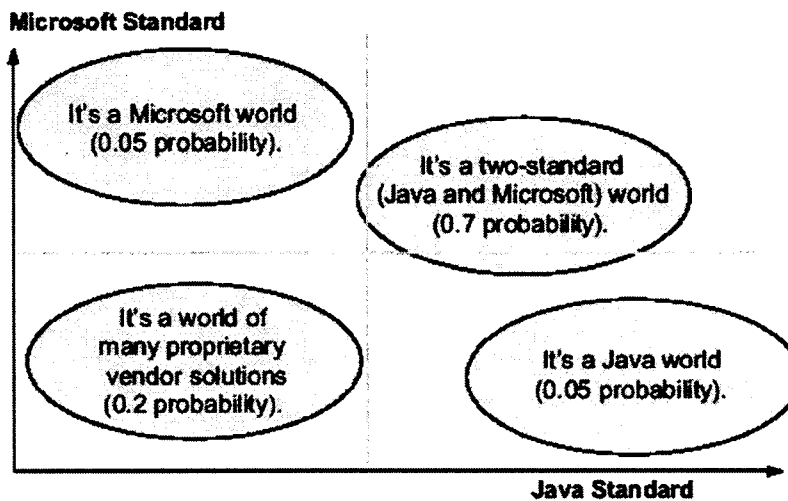 Microsoft Standard
It's a Microsoft world
(0.05 probability).
It's a two-standard
(Java and Microsoft) world
(0.7 probability).
It's a world of
many proprietary
vendor solutions
(0.2 probability).
It's a Java world
(0.05 probability).
Java Standard